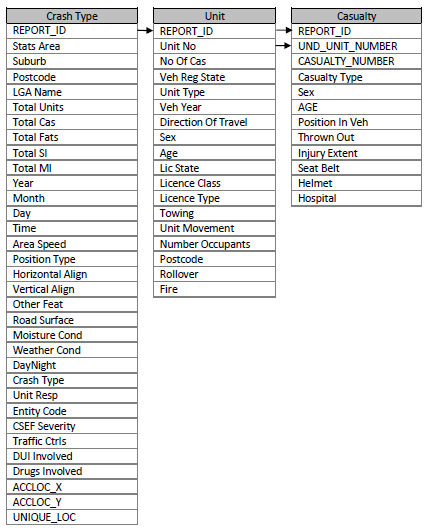 Crash Type
REPORT_ID
Stats Area
Suburb
Postcode
LGA Name
Total Units
Total Cas
Total Fats
Total SI
Total MI
Year
Month
Day
Time
Area Speed
Position Type
Horizontal Align
Vertical Align
Other Feat
Road Surface
Moisture Cond
Weather Cond
DayNight
Crash Type
Unit Resp
Entity Code
CSEF Severity
Traffic Ctrls
DUI Involved
Drugs Involved
ACCLOC_X
ACCLOC_Y
UNIQUE_LOC
Unit
REPORT_ID
Unit No
No Of Cas
Veh Reg State
Unit Type
Veh Year
Direction Of Travel
Sex
Age
Lic State
Licence Class
Licence Type
Towing
Unit Movement
Number Occupants
Postcode
Rollover
Fire
Casualty
REPORT_ID
UND_UNIT_NUMBER
CASUALTY_NUMBER
Casualty Type
Sex
AGE
Position In Veh
Thrown Out
Injury Extent
Seat Belt
Helmet
Hospital